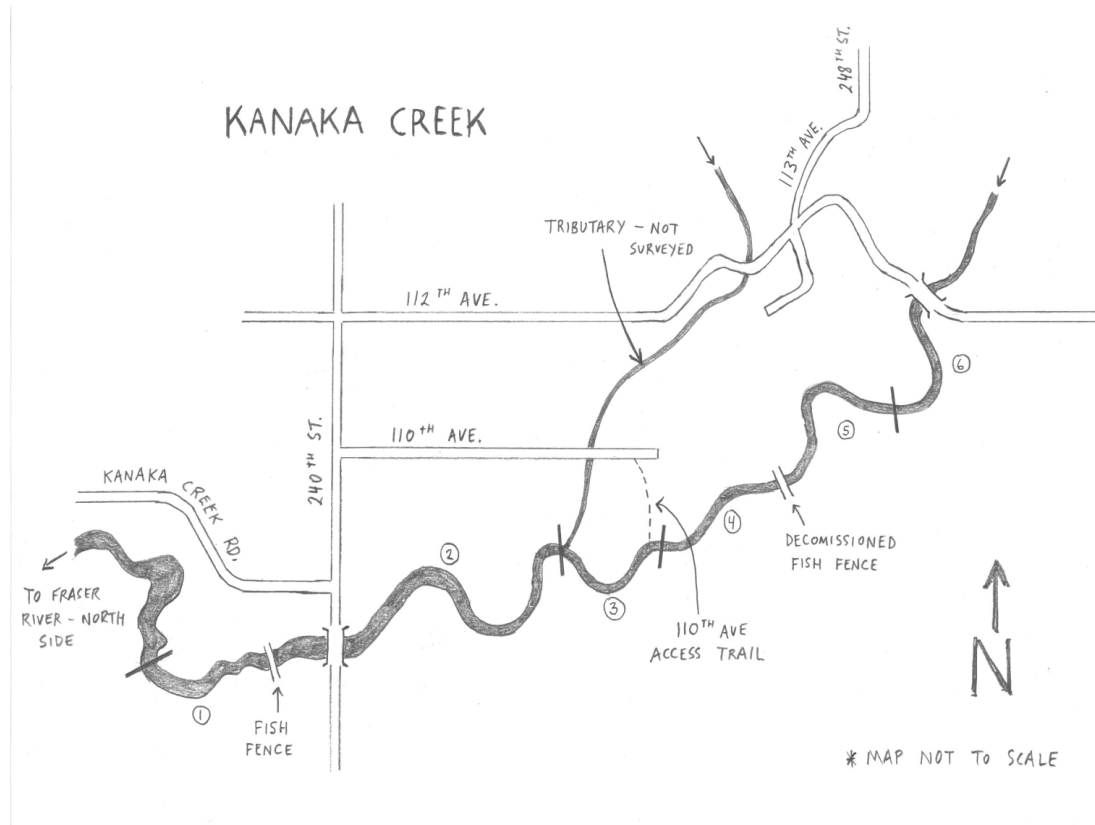 KANAKA CREEK
248TH ST.
113TH AVE.
TRIBUTARY – NOT
SURVEYED
112TH AVE.
240TH ST.
110TH AVE.
KANAKA CREEK RD.
TO FRASER
RIVER – NORTH
SIDE
1
FISH
FENCE
2
3
110TH AVE
ACCESS TRAIL
4
DECOMISSIONED
FISH FENCE
5
6
N
* MAP NOT TO SCALE